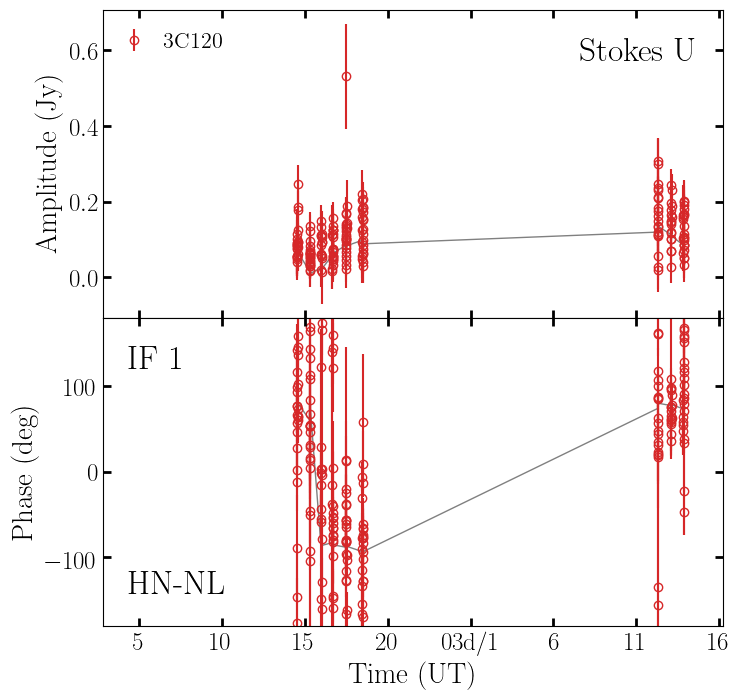 3C120
Stokes U
Amplitude (Jy)
0.6
0.4
0.2
0.0
IF 1
HN-NL
Phase (deg)
100
0
−100
5 10 15 20 03d/1 6 11 16
Time (UT)